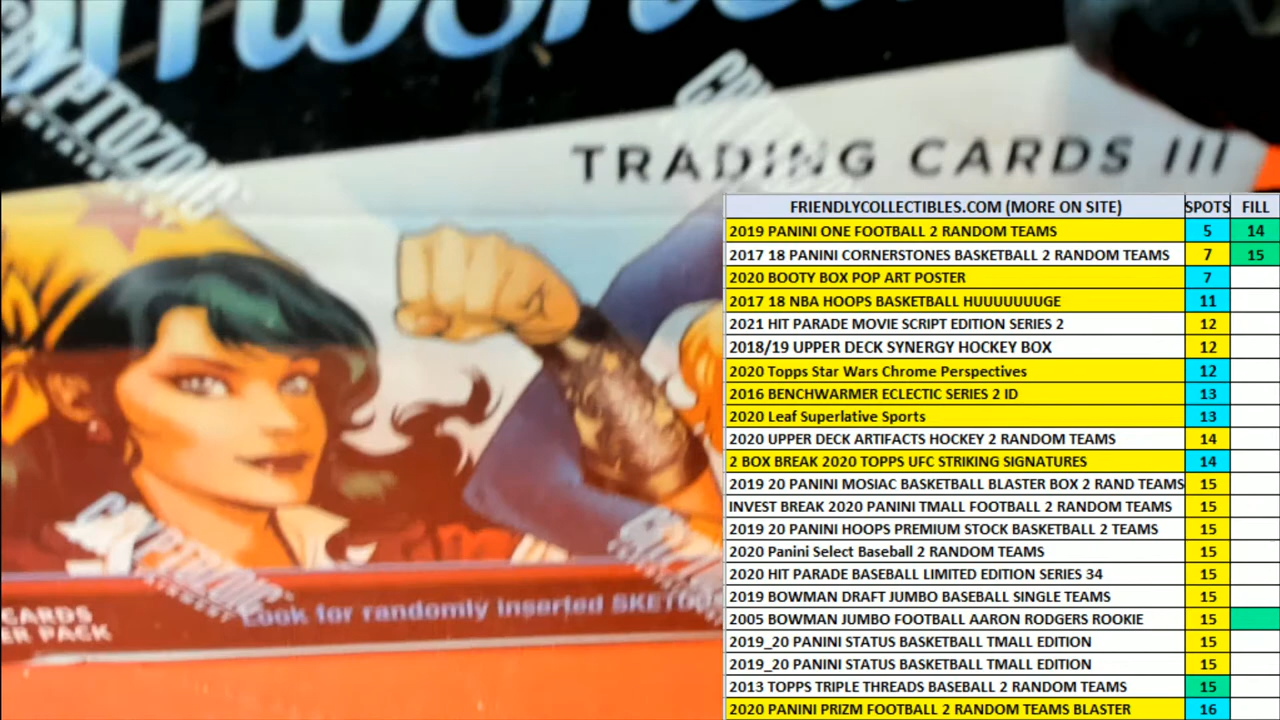 CRYPTOZOIC
TRADING CARDS III
CARDS
ER PACK
Look for randomly inserted
CRYPTOZOIC
FRIENDLYCOLLECTIBLES.COM (MORE ON SITE) SPOTS FILL
2019 PANINI ONE FOOTBALL 2 RANDOM TEAMS 5 14
2017 18 PANINI CORNERSTONES BASKETBALL 2 RANDOM TEAMS 7 15
2020 BOOTY BOX POP ART POSTER 7
2017 18 NBA HOOPS BASKETBALL HUUUUUUUGE 11
2021 HIT PARADE MOVIE SCRIPT EDITION SERIES 2 12
2018/19 UPPER DECK SYNERGY HOCKEY BOX 12
2020 Topps Star Wars Chrome Perspectives 12
2016 BENCHWARMER ECLECTIC SERIES 2 ID 13
2020 Leaf Superlative Sports 13
2020 UPPER DECK ARTIFACTS HOCKEY 2 RANDOM TEAMS 14
2 BOX BREAK 2020 TOPPS UFC STRIKING SIGNATURES 14
2019 20 PANINI MOSIAC BASKETBALL BLASTER BOX 2 RAND TEAMS 15
INVEST BREAK 2020 PANINI TMALL FOOTBALL 2 RANDOM TEAMS 15
2019 20 PANINI HOOPS PREMIUM STOCK BASKETBALL 2 TEAMS 15
2020 Panini Select Baseball 2 RANDOM TEAMS 15
2020 HIT PARADE BASEBALL LIMITED EDITION SERIES 34 15
2019 BOWMAN DRAFT JUMBO BASEBALL SINGLE TEAMS 15
2005 BOWMAN JUMBO FOOTBALL AARON RODGERS ROOKIE 15
2019_20 PANINI STATUS BASKETBALL TMALL EDITION 15
2019_20 PANINI STATUS BASKETBALL TMALL EDITION 15
2013 TOPPS TRIPLE THREADS BASEBALL 2 RANDOM TEAMS 15
2020 PANINI PRIZM FOOTBALL 2 RANDOM TEAMS BLASTER 16